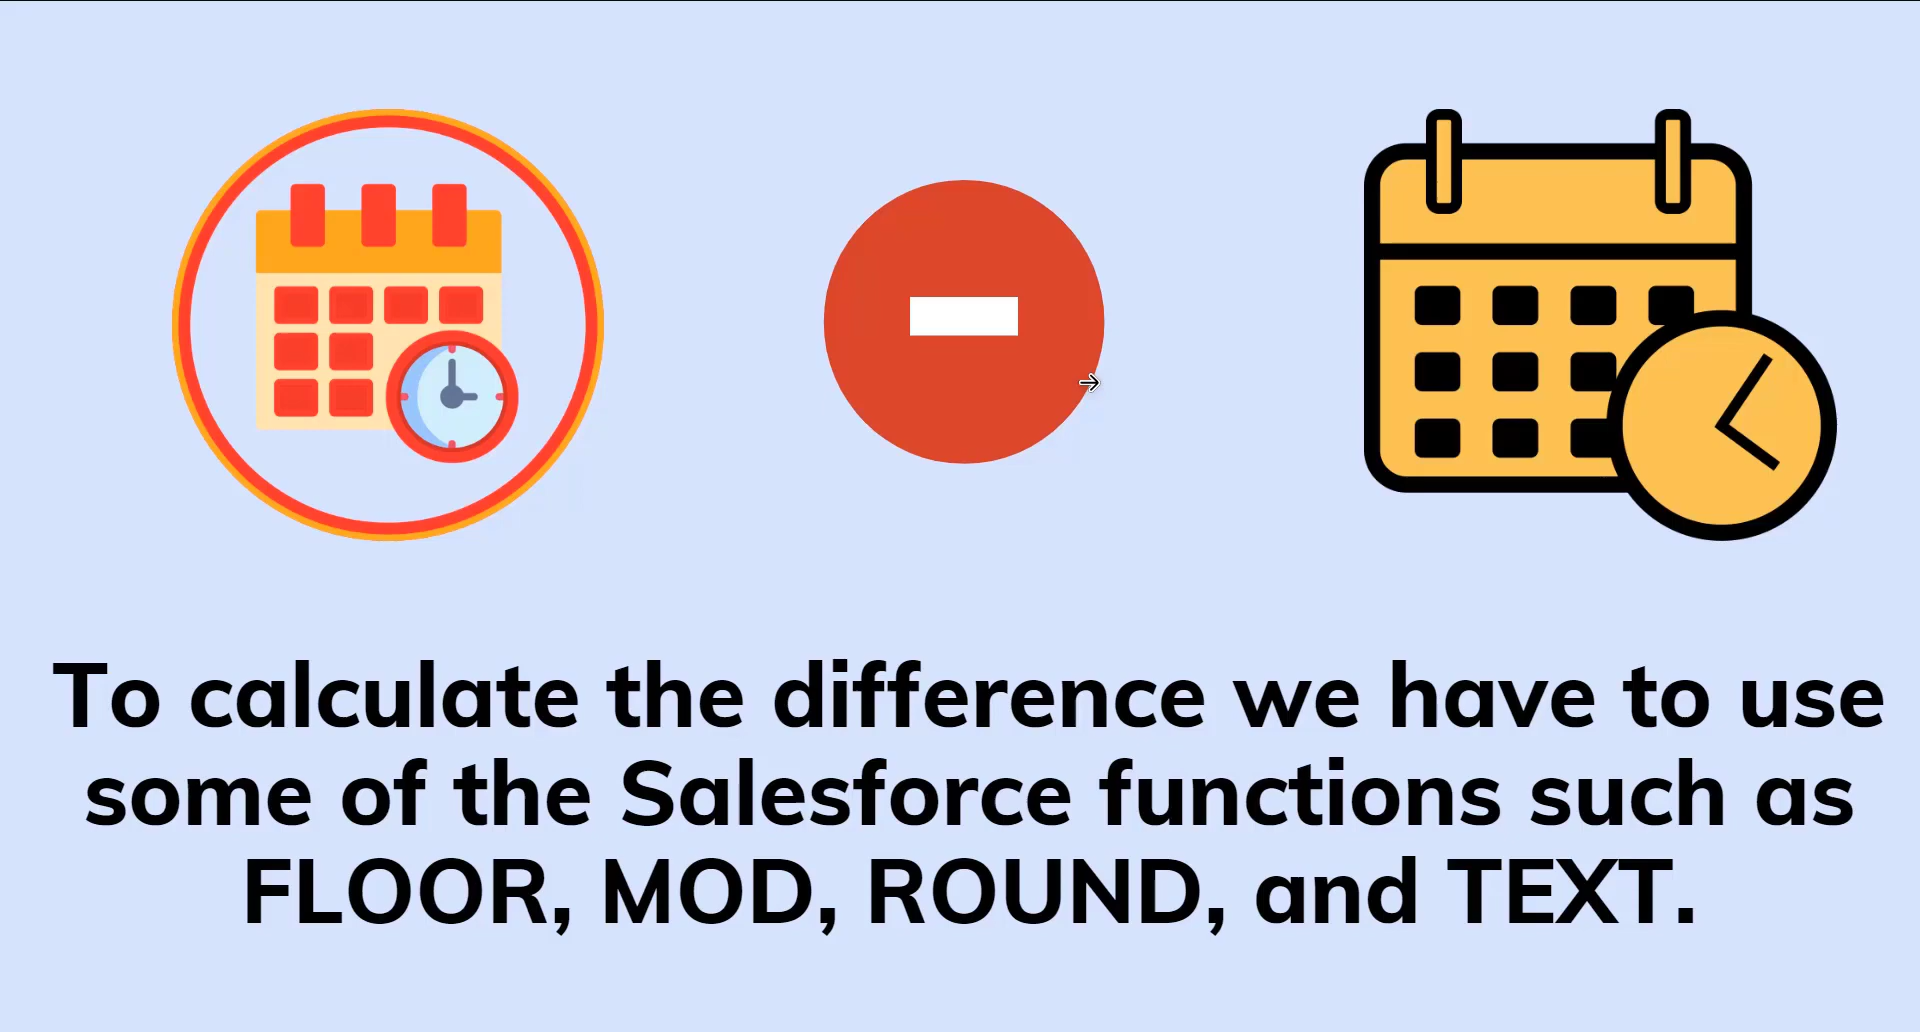 To calculate the difference we have to use
some of the Salesforce functions such as
FLOOR, MOD, ROUND, and TEXT.